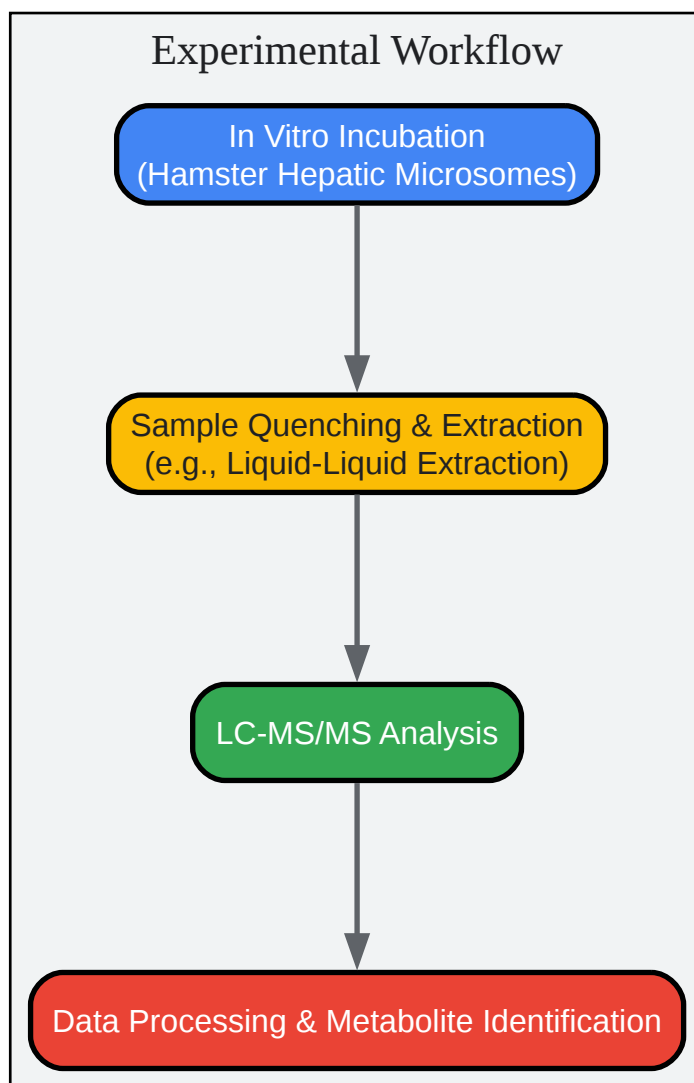 Experimental Workflow
In Vitro Incubation
(Hamster Hepatic Microsomes)
Sample Quenching & Extraction
(e.g., Liquid-Liquid Extraction)
LC-MS/MS Analysis
Data Processing & Metabolite Identification